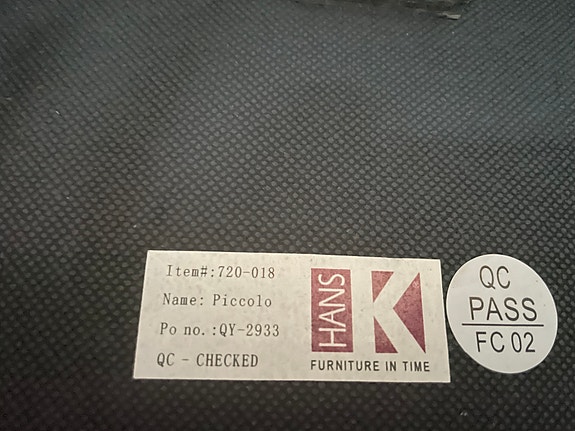 Item#:720-018
Name: Piccolo
Po no.:QY-2933
QC - CHECKED
HANS
K
FURNITURE IN TIME
QC
PASS
FC 02